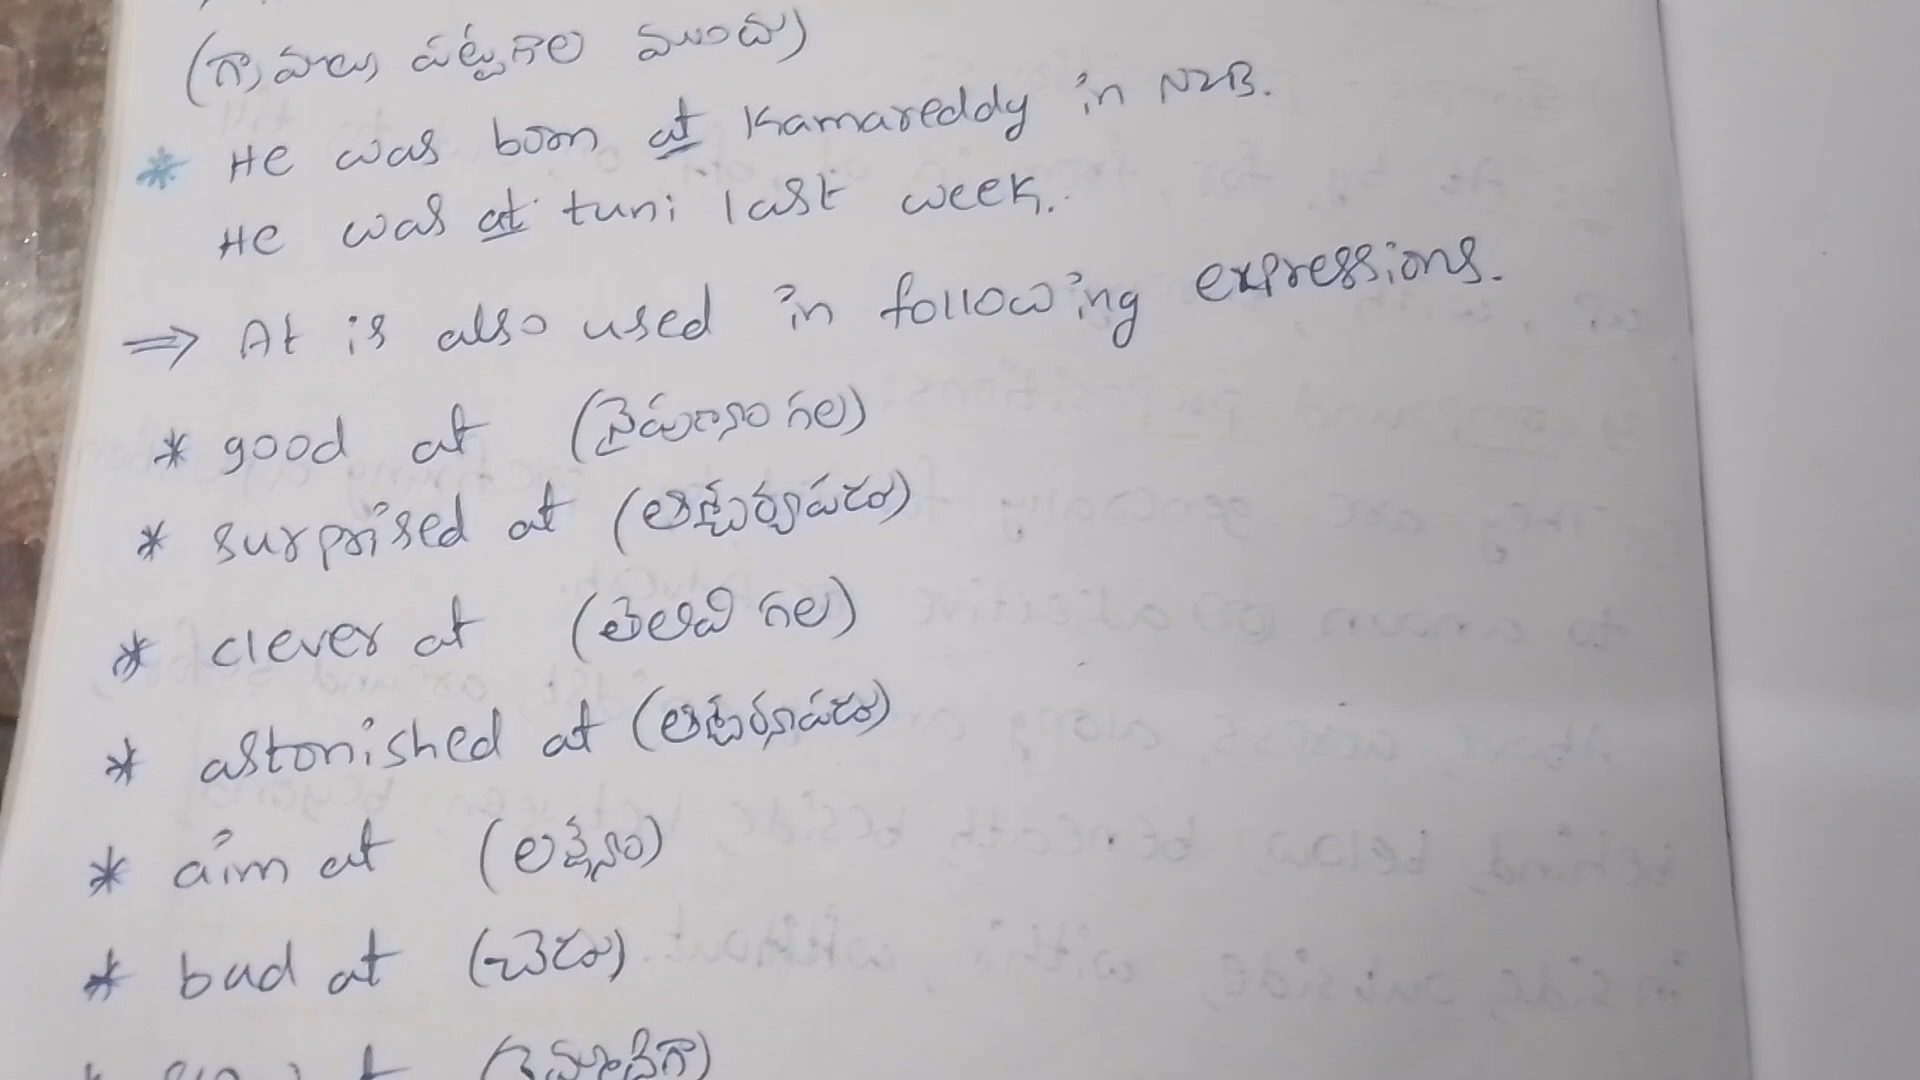 (గ్రామాలు, పట్టణాల ముందు)
* He was born at Kamareddy in NZB.
He was at tuni last week.
⇒ At is also used in following expressions.
* good at (నైపుణ్యం గల)
* surprised at (ఆశ్చర్యపడు)
* clever at (తెలివి గల)
* astonished at (ఆశ్చర్యపడు)
* aim at (లక్ష్యం)
* bad at (చెడు)